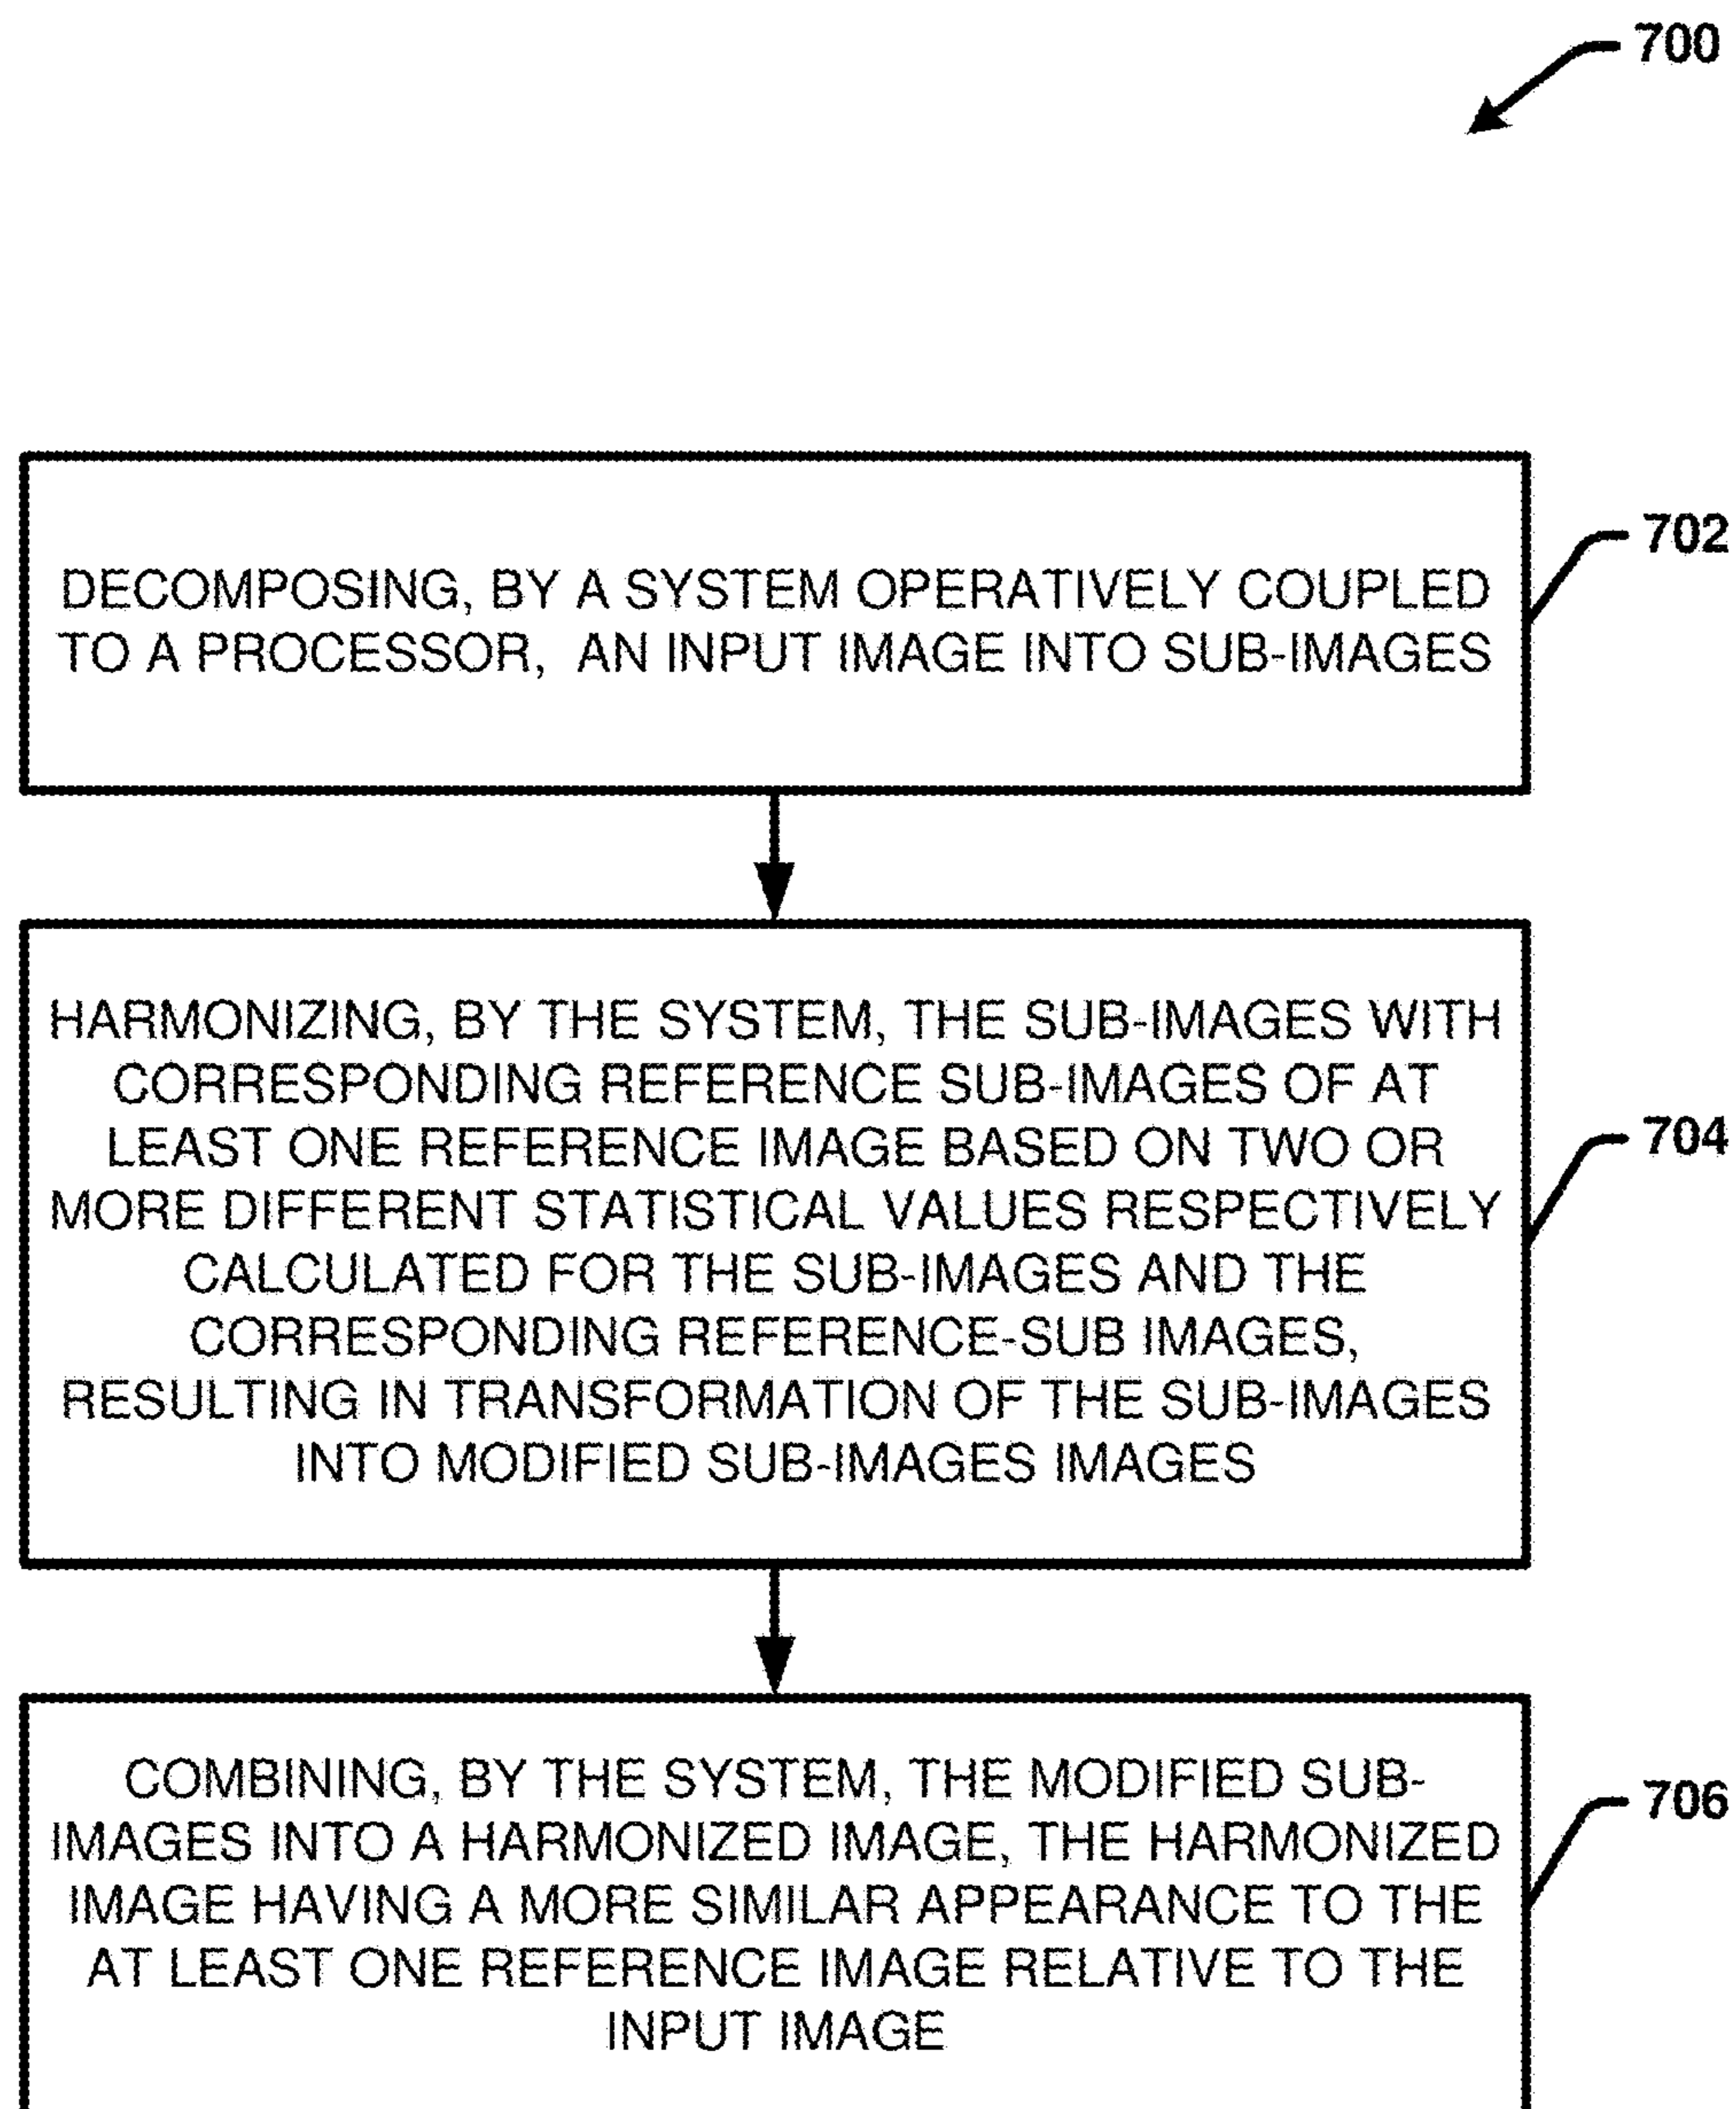 700
702
DECOMPOSING, BY A SYSTEM OPERATIVELY COUPLED
TO A PROCESSOR, AN INPUT IMAGE INTO SUB-IMAGES
HARMONIZING, BY THE SYSTEM, THE SUB-IMAGES WITH
CORRESPONDING REFERENCE SUB-IMAGES OF AT
LEAST ONE REFERENCE IMAGE BASED ON TWO OR
704
MORE DIFFERENT STATISTICAL VALUES RESPECTIVELY
CALCULATED FOR THE SUB-IMAGES AND THE
CORRESPONDING REFERENCE-SUB IMAGES,
RESULTING IN TRANSFORMATION OF THE SUB-IMAGES
INTO MODIFIED SUB-IMAGES IMAGES
COMBINING, BY THE SYSTEM, THE MODIFIED SUB-
706
IMAGES INTO A HARMONIZED IMAGE, THE HARMONIZED
IMAGE HAVING A MORE SIMILAR APPEARANCE TO THE
AT LEAST ONE REFERENCE IMAGE RELATIVE TO THE
INPUT IMAGE